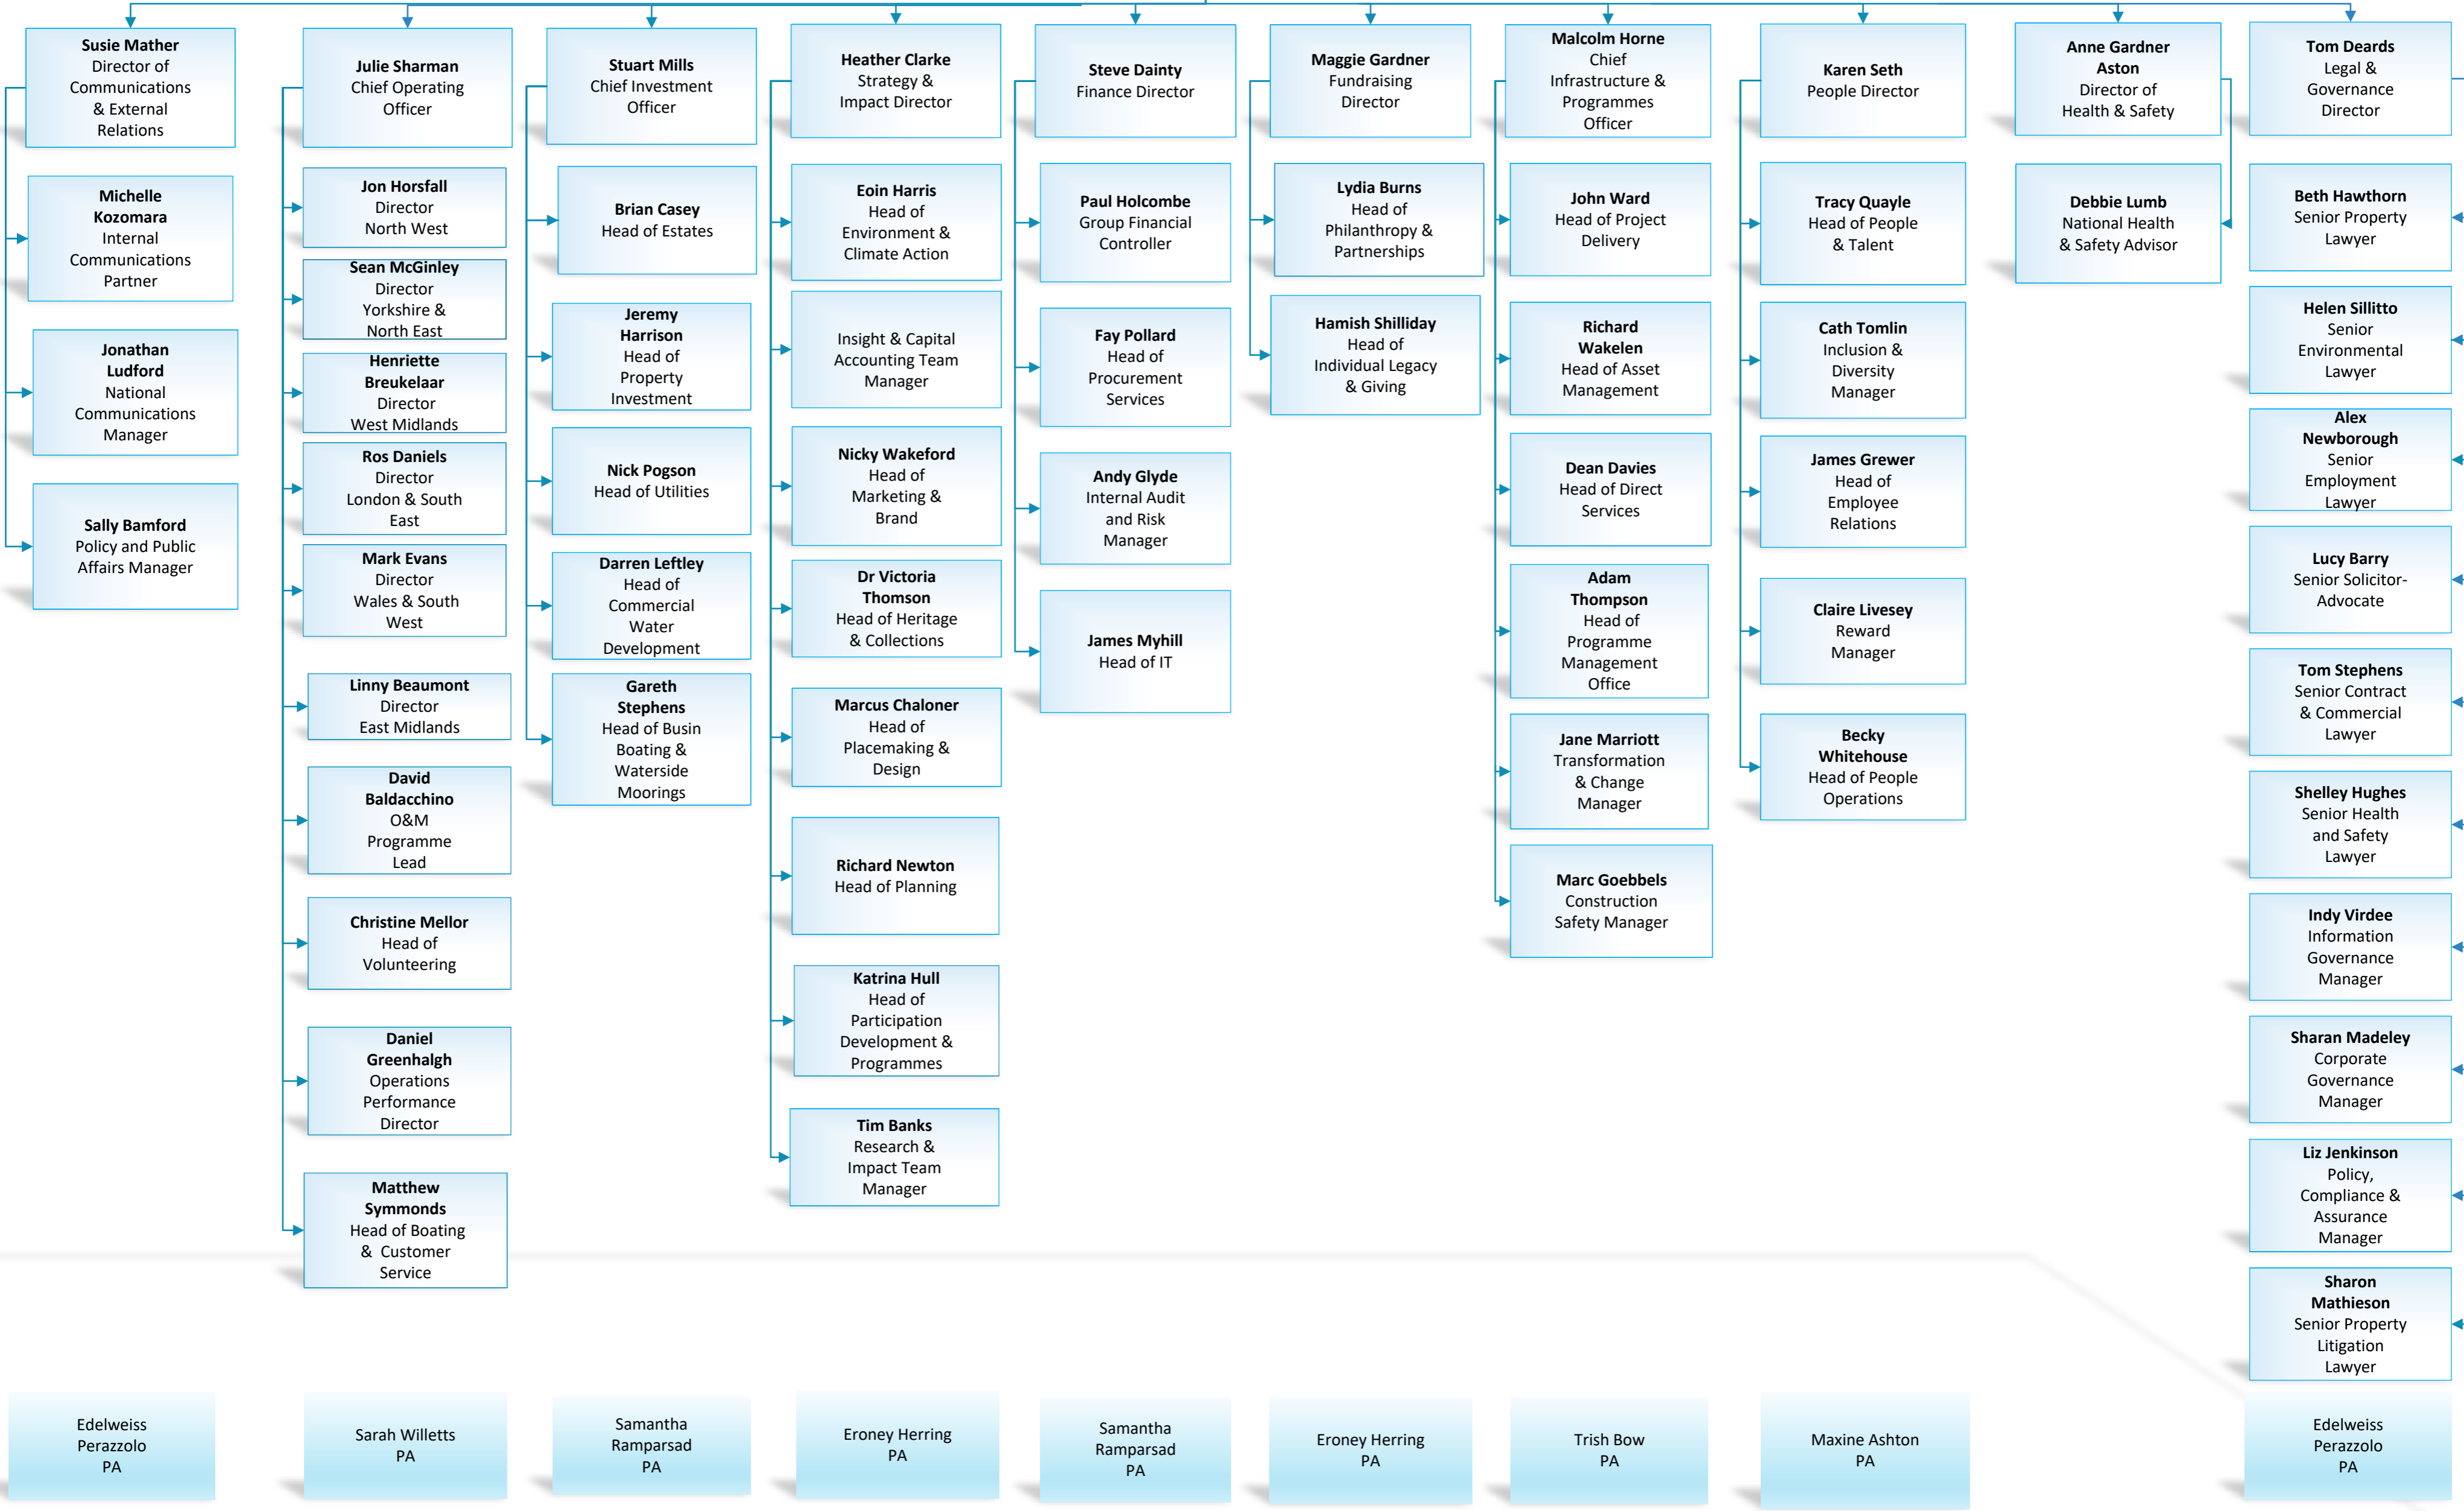 Susie Mather
Director of
Communications
& External
Relations
Michelle
Kozomara
Internal
Communications
Partner
Jonathan
Ludford
National
Communications
Manager
Sally Bamford
Policy and Public
Affairs Manager
Edelweiss
Perazzolo
PA
Julie Sharman
Chief Operating
Officer
Jon Horsfall
Director
North West
Sean McGinley
Director
Yorkshire &
North East
Henriette
Breukelaar
Director
West Midlands
Ros Daniels
Director
London & South
East
Mark Evans
Director
Wales & South
West
Linny Beaumont
Director
East Midlands
David
Baldacchino
O&M
Programme
Lead
Christine Mellor
Head of
Volunteering
Daniel
Greenhalgh
Operations
Performance
Director
Matthew
Symmonds
Head of Boating
& Customer
Service
Sarah Willetts
PA
Stuart Mills
Chief Investment
Officer
Brian Casey
Head of Estates
Jeremy
Harrison
Head of
Property
Investment
Nick Pogson
Head of Utilities
Darren Leftley
Head of
Commercial
Water
Development
Gareth
Stephens
Head of Busin
Boating &
Waterside
Moorings
Samantha
Ramparsad
PA
Heather Clarke
Strategy &
Impact Director
Eoin Harris
Head of
Environment &
Climate Action
Insight & Capital
Accounting Team
Manager
Nicky Wakeford
Head of
Marketing &
Brand
Dr Victoria
Thomson
Head of Heritage
& Collections
Marcus Chaloner
Head of
Placemaking &
Design
Richard Newton
Head of Planning
Katrina Hull
Head of
Participation
Development &
Programmes
Tim Banks
Research &
Impact Team
Manager
Eroney Herring
PA
Steve Dainty
Finance Director
Paul Holcombe
Group Financial
Controller
Fay Pollard
Head of
Procurement
Services
Andy Glyde
Internal Audit
and Risk
Manager
James Myhill
Head of IT
Samantha
Ramparsad
PA
Maggie Gardner
Fundraising
Director
Lydia Burns
Head of
Philanthropy &
Partnerships
Hamish Shilliday
Head of
Individual Legacy
& Giving
Eroney Herring
PA
Malcolm Horne
Chief
Infrastructure &
Programmes
Officer
John Ward
Head of Project
Delivery
Richard
Wakelen
Head of Asset
Management
Dean Davies
Head of Direct
Services
Adam
Thompson
Head of
Programme
Management
Office
Jane Marriott
Transformation
& Change
Manager
Marc Goebbels
Construction
Safety Manager
Trish Bow
PA
Karen Seth
People Director
Tracy Quayle
Head of People
& Talent
Cath Tomlin
Inclusion &
Diversity
Manager
James Grewer
Head of
Employee
Relations
Claire Livesey
Reward
Manager
Becky
Whitehouse
Head of People
Operations
Maxine Ashton
PA
Anne Gardner
Aston
Director of
Health & Safety
Debbie Lumb
National Health
& Safety Advisor
Tom Deards
Legal &
Governance
Director
Beth Hawthorn
Senior Property
Lawyer
Helen Sillitto
Senior
Environmental
Lawyer
Alex
Newborough
Senior
Employment
Lawyer
Lucy Barry
Senior Solicitor-
Advocate
Tom Stephens
Senior Contract
& Commercial
Lawyer
Shelley Hughes
Senior Health
and Safety
Lawyer
Indy Virdee
Information
Governance
Manager
Sharan Madeley
Corporate
Governance
Manager
Liz Jenkinson
Policy,
Compliance &
Assurance
Manager
Sharon
Mathieson
Senior Property
Litigation
Lawyer
Edelweiss
Perazzolo
PA